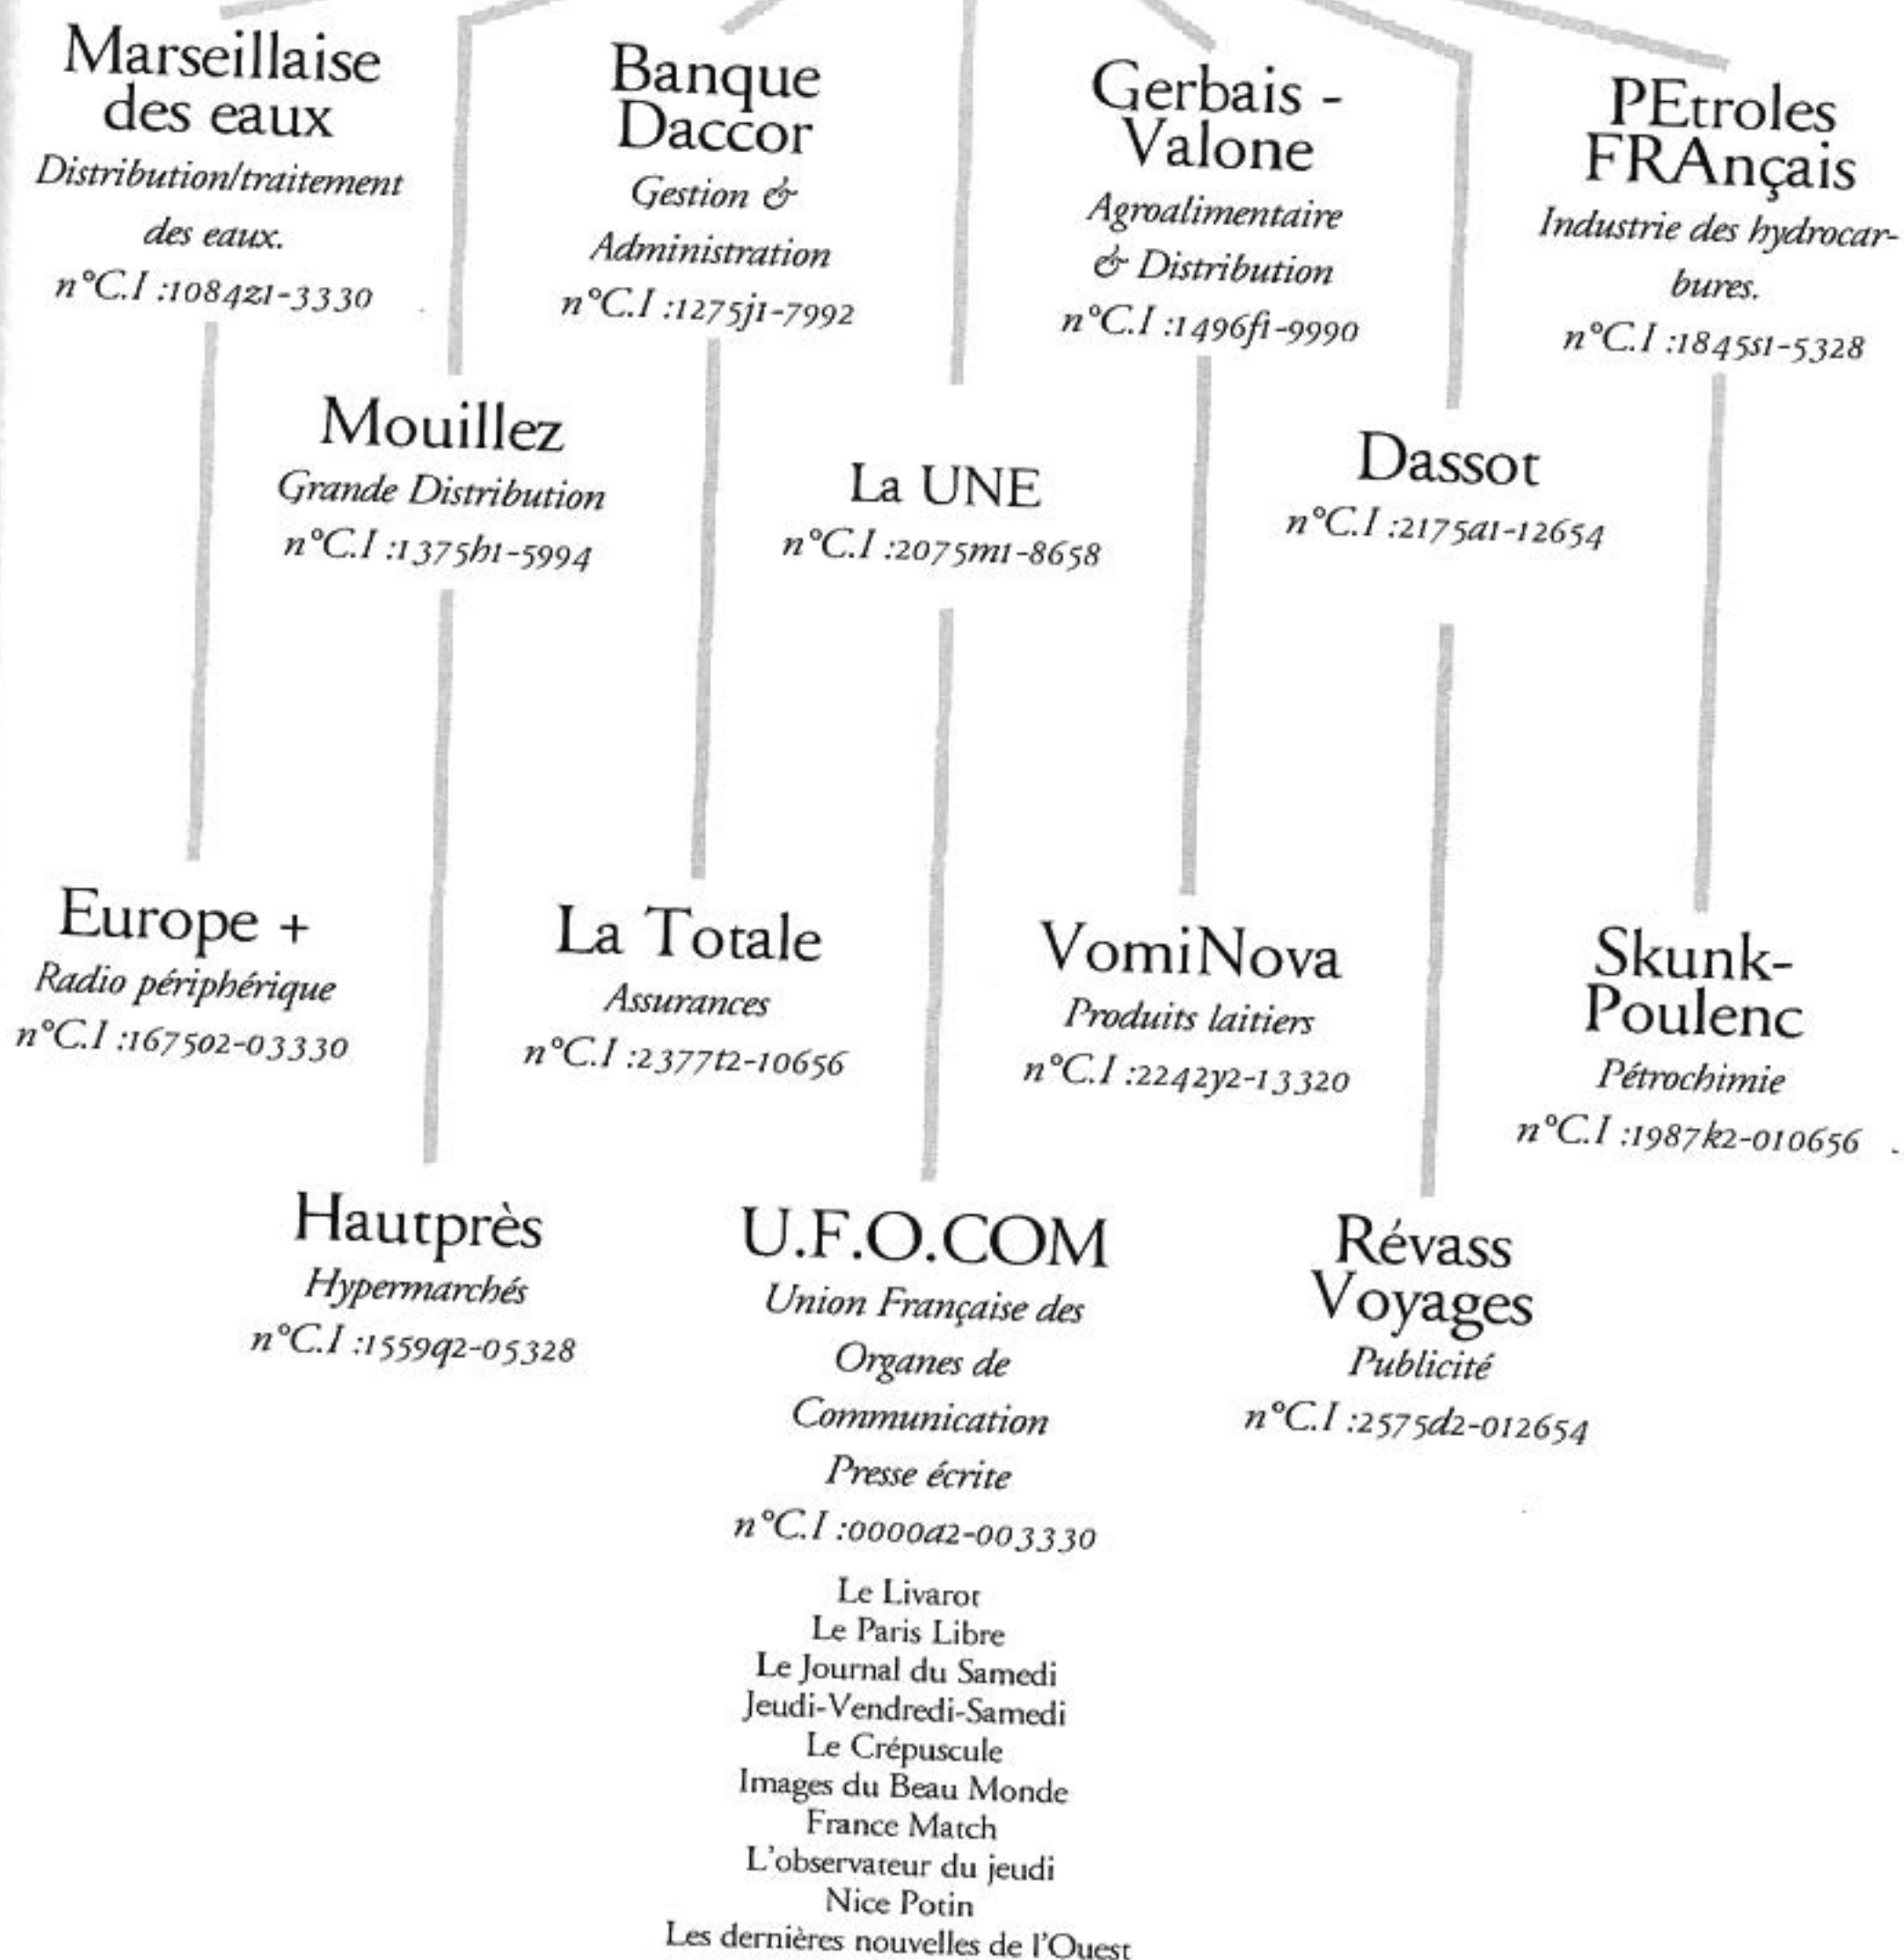 Marseillaise
des eaux
Distribution/traitement
des eaux.
n°C.I :1084z1-3330
Banque
Daccor
Gestion &
Administration
n°C.I :1275j1-7992
Gerbais -
Valone
Agroalimentaire
& Distribution
n°C.I :1496f1-9990
PEtroles
FRAnçais
Industrie des hydrocar-
bures.
n°C.I :1845s1-5328
Mouillez
Grande Distribution
n°C.I :1375h1-5994
La UNE
n°C.I :2075m1-8658
Dassot
n°C.I :2175a1-12654
Europe +
Radio périphérique
n°C.I :167502-03330
La Totale
Assurances
n°C.I :2377t2-10656
VomiNova
Produits laitiers
n°C.I :2242y2-13320
Skunk-
Poulenc
Pétrochimie
n°C.I :1987k2-010656
Hautprès
Hypermarchés
n°C.I :1559q2-05328
U.F.O.COM
Union Française des
Organes de
Communication
Presse écrite
n°C.I :0000a2-003330
Révass
Voyages
Publicité
n°C.I :2575d2-012654
Le Livarot
Le Paris Libre
Le Journal du Samedi
Jeudi-Vendredi-Samedi
Le Crépuscule
Images du Beau Monde
France Match
L'observateur du jeudi
Nice Potin
Les dernières nouvelles de l'Ouest